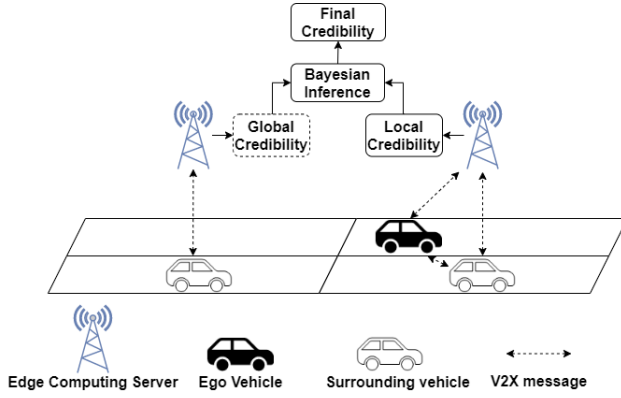 Final
Credibility
Bayesian
Inference
Global
Credibility
Local
Credibility
Edge Computing Server
Ego Vehicle
Surrounding vehicle
V2X message